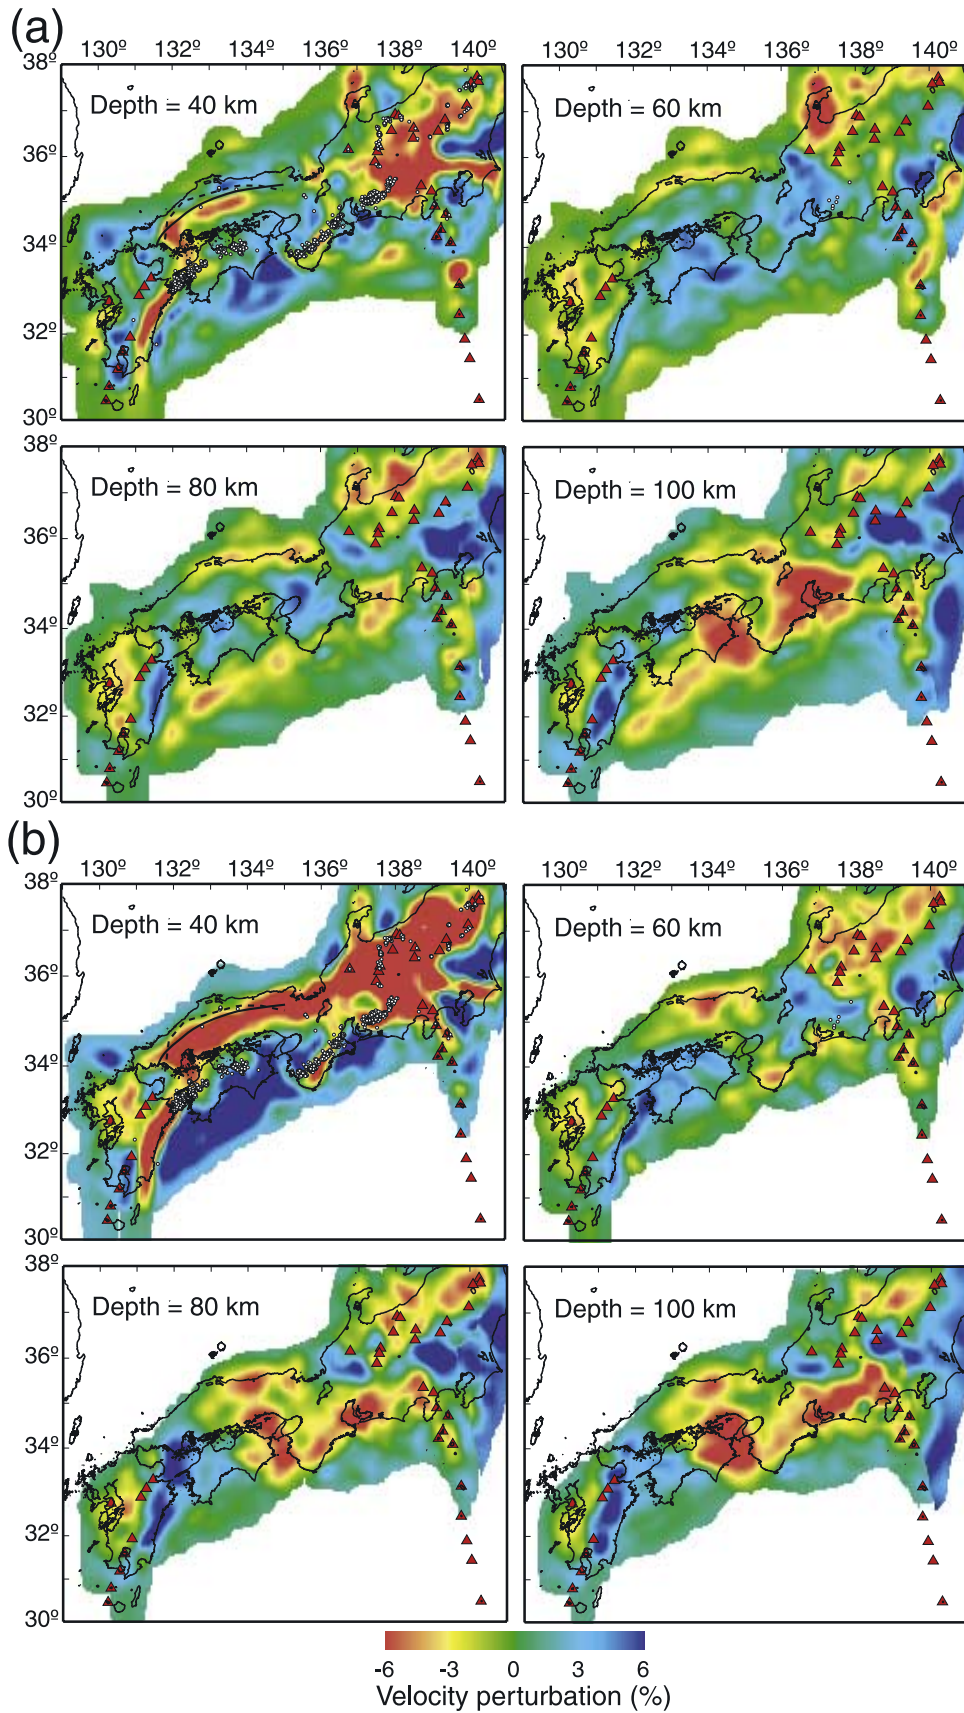 (a)
130º 132º 134º 136º 138º 140º
130º 132º 134º 136º 138º 140º
38º
36º
34º
32º
30º
Depth = 40 km
Depth = 60 km
38º
36º
34º
32º
30º
Depth = 80 km
Depth = 100 km
(b)
130º 132º 134º 136º 138º 140º
130º 132º 134º 136º 138º 140º
38º
36º
34º
32º
30º
Depth = 40 km
Depth = 60 km
38º
36º
34º
32º
30º
Depth = 80 km
Depth = 100 km
-6 -3 0 3 6
Velocity perturbation (%)